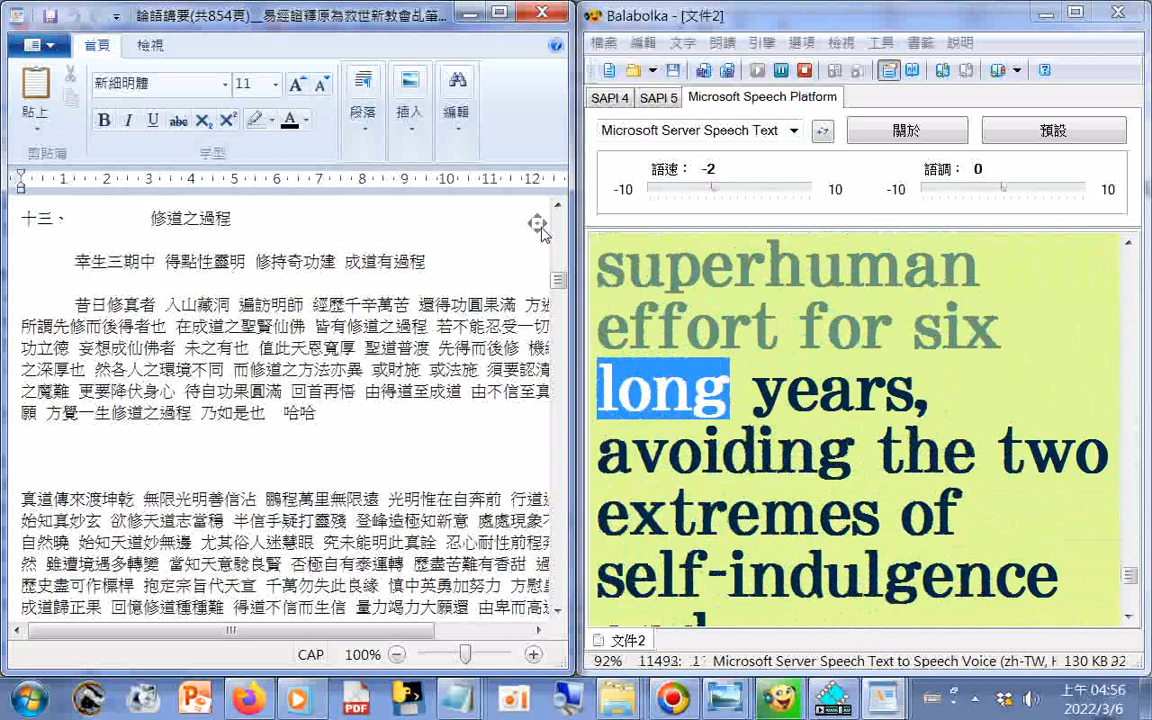 論語講要(共854頁)__易經證釋原為救世新教會乩筆...
首頁
檢視
新細明體
11
貼上
段落
插入
編輯
剪貼簿
字型
1 2 3 4 5 6 7 8 9 10 11 12
十三、 修道之過程
幸生三期中 得點性靈明 修持奇功建 成道有過程
昔日修真者 入山藏洞 遍訪明師 經歷千辛萬苦 還得功圓果滿 方
所謂先修而後得者也 在成道之聖賢仙佛 皆有修道之過程 若不能忍受一切
功立德 妄想成仙佛者 未之有也 值此天恩寬厚 聖道普渡 先得而後修 機
之深厚也 然各人之環境不同 而修道之方法亦異 或財施 或法施 須要認清
之魔難 更要降伏身心 待自功果圓滿 回首再悟 由得道至成道 由不信至真
願 方覺一生修道之過程 乃如是也 哈哈
真道傳來渡坤乾 無限光明善信沾 鵬程萬里無限遠 光明惟在自奔前 行道
始知真妙玄 欲修天道志當穩 半信半疑打靈殘 登峰造極知新意 處處現象
自然曉 始知天道妙無邊 尤其俗人迷慧眼 究未能明此真詮 忍心耐性前程
然 雖遭境遇多轉變 當知天意驗良賢 否極自有泰運轉 歷盡苦難有香甜
歷史盡可作標桿 抱定宗旨代天宣 千萬勿失此良緣 慎中英勇加努力 方慰
成道歸正果 回憶修道種種難 得道不信而生信 量力竭力大願還 由卑而高
CAP 100%
Balabolka - [文件2]
檔案 編輯 文字 朗讀 引擎 選項 檢視 工具 書籤 說明
SAPI 4 SAPI 5 Microsoft Speech Platform
Microsoft Server Speech Text
關於
預設
語速： -2
語調： 0
-10 10 -10 10
superhuman
effort for six
long years,
avoiding the two
extremes of
self-indulgence
文件2
92% Microsoft Server Speech Text to Speech Voice (zh-TW, H 130 KB
上午 04:56
2022/3/6